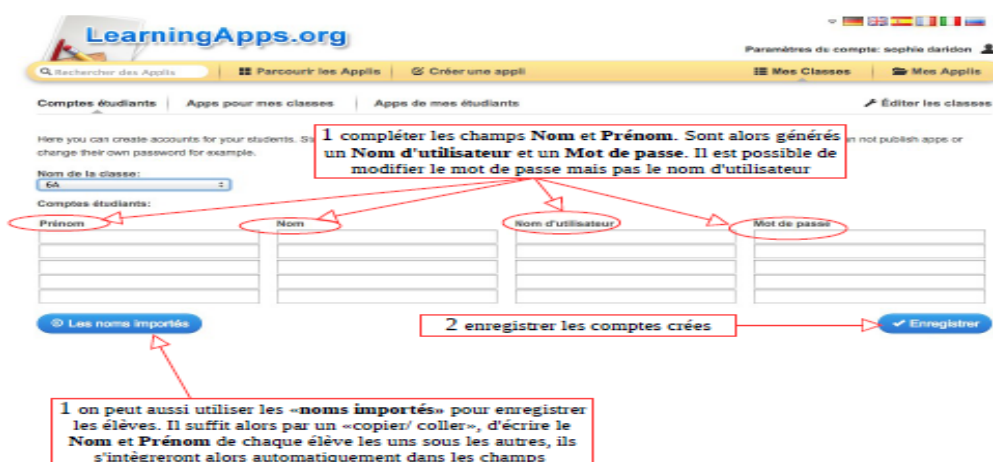 LearningApps.org
Paramètres de compte: sophie daridon
Rechercher des Applis
Parcourir les Applis
Créer une appli
Mes Classes
Mes Applis
Comptes étudiants
Apps pour mes classes
Apps de mes étudiants
Éditer les classes
1 compléter les champs Nom et Prénom. Sont alors générés
un Nom d'utilisateur et un Mot de passe. Il est possible de
modifier le mot de passe mais pas le nom d'utilisateur
Here you can create accounts for your students. not publish apps or
change their own password for example.
Nom de la classe:
6A
Comptes étudiants:
Prénom
Nom
Nom d'utilisateur
Mot de passe
Les noms importés
2 enregistrer les comptes crées
Enregistrer
1 on peut aussi utiliser les «noms importés» pour enregistrer
les élèves. Il suffit alors par un «copier/ coller», d'écrire le
Nom et Prénom de chaque élève les uns sous les autres, ils
s'intègreront alors automatiquement dans les champs